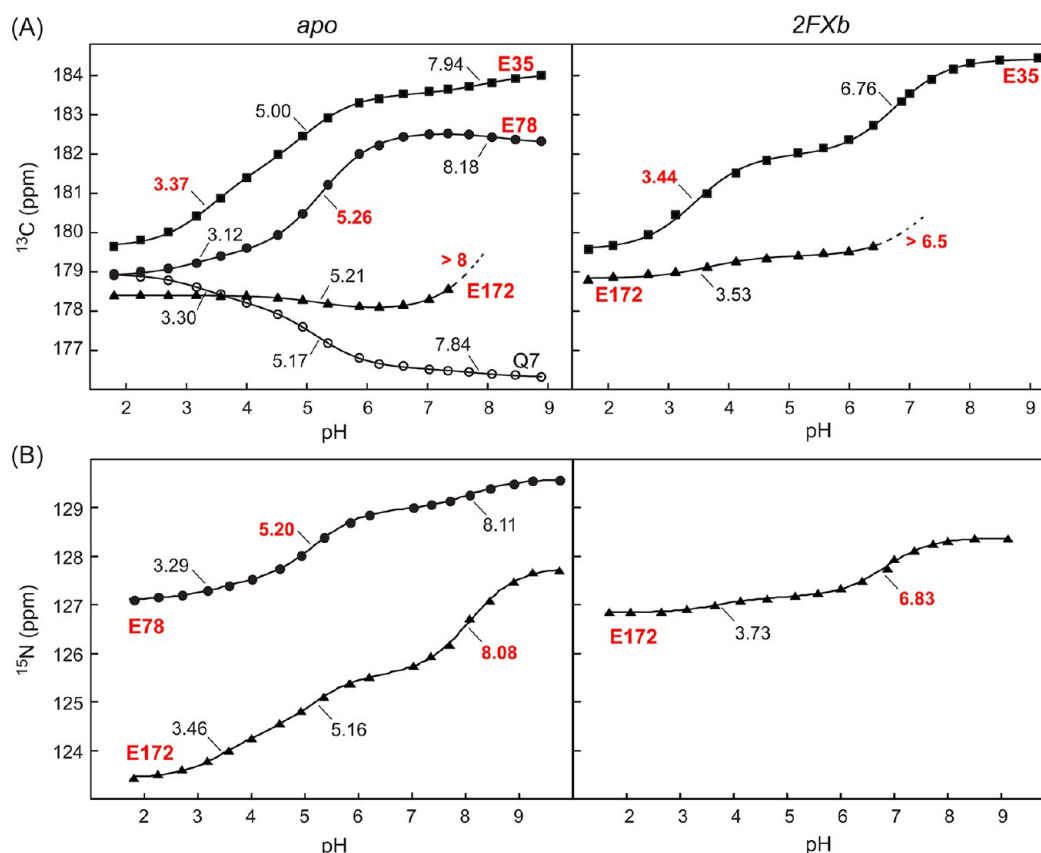 (A)
apo
2FXb
184
183
182
181
180
179
178
177
13C (ppm)
7.94
E35
5.00
E78
3.37
8.18
5.26
3.12
> 8
5.21
E172
3.30
5.17
7.84
Q7
2 3 4 5 6 7 8 9
pH
6.76
E35
3.44
> 6.5
E172
3.53
2 3 4 5 6 7 8 9
pH
(B)
129
128
127
126
125
124
15N (ppm)
5.20
8.11
3.29
E78
8.08
3.46
5.16
E172
2 3 4 5 6 7 8 9
pH
E172
3.73
6.83
2 3 4 5 6 7 8 9
pH